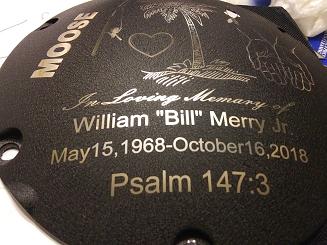 MOOSE
In Loving Memory of
William "Bill" Merry Jr.
May15,1968-October16,2018
Psalm 147:3